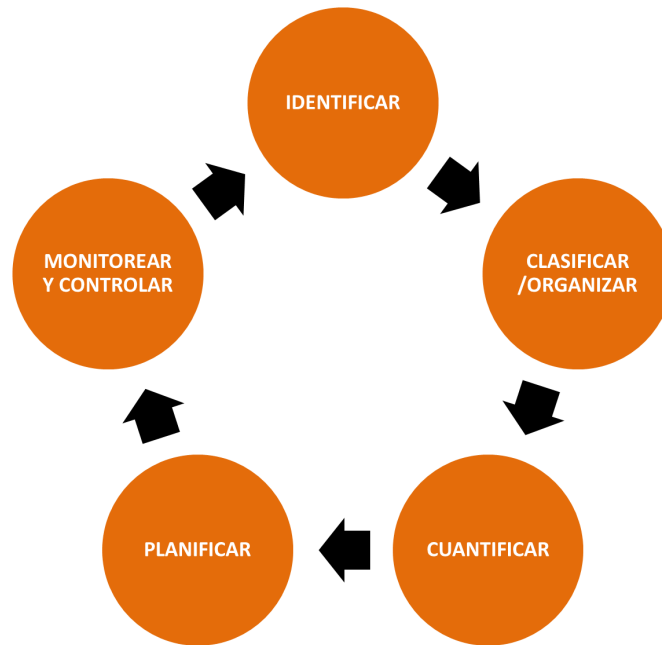 IDENTIFICAR
CLASIFICAR
/ORGANIZAR
CUANTIFICAR
PLANIFICAR
MONITOREAR
Y CONTROLAR